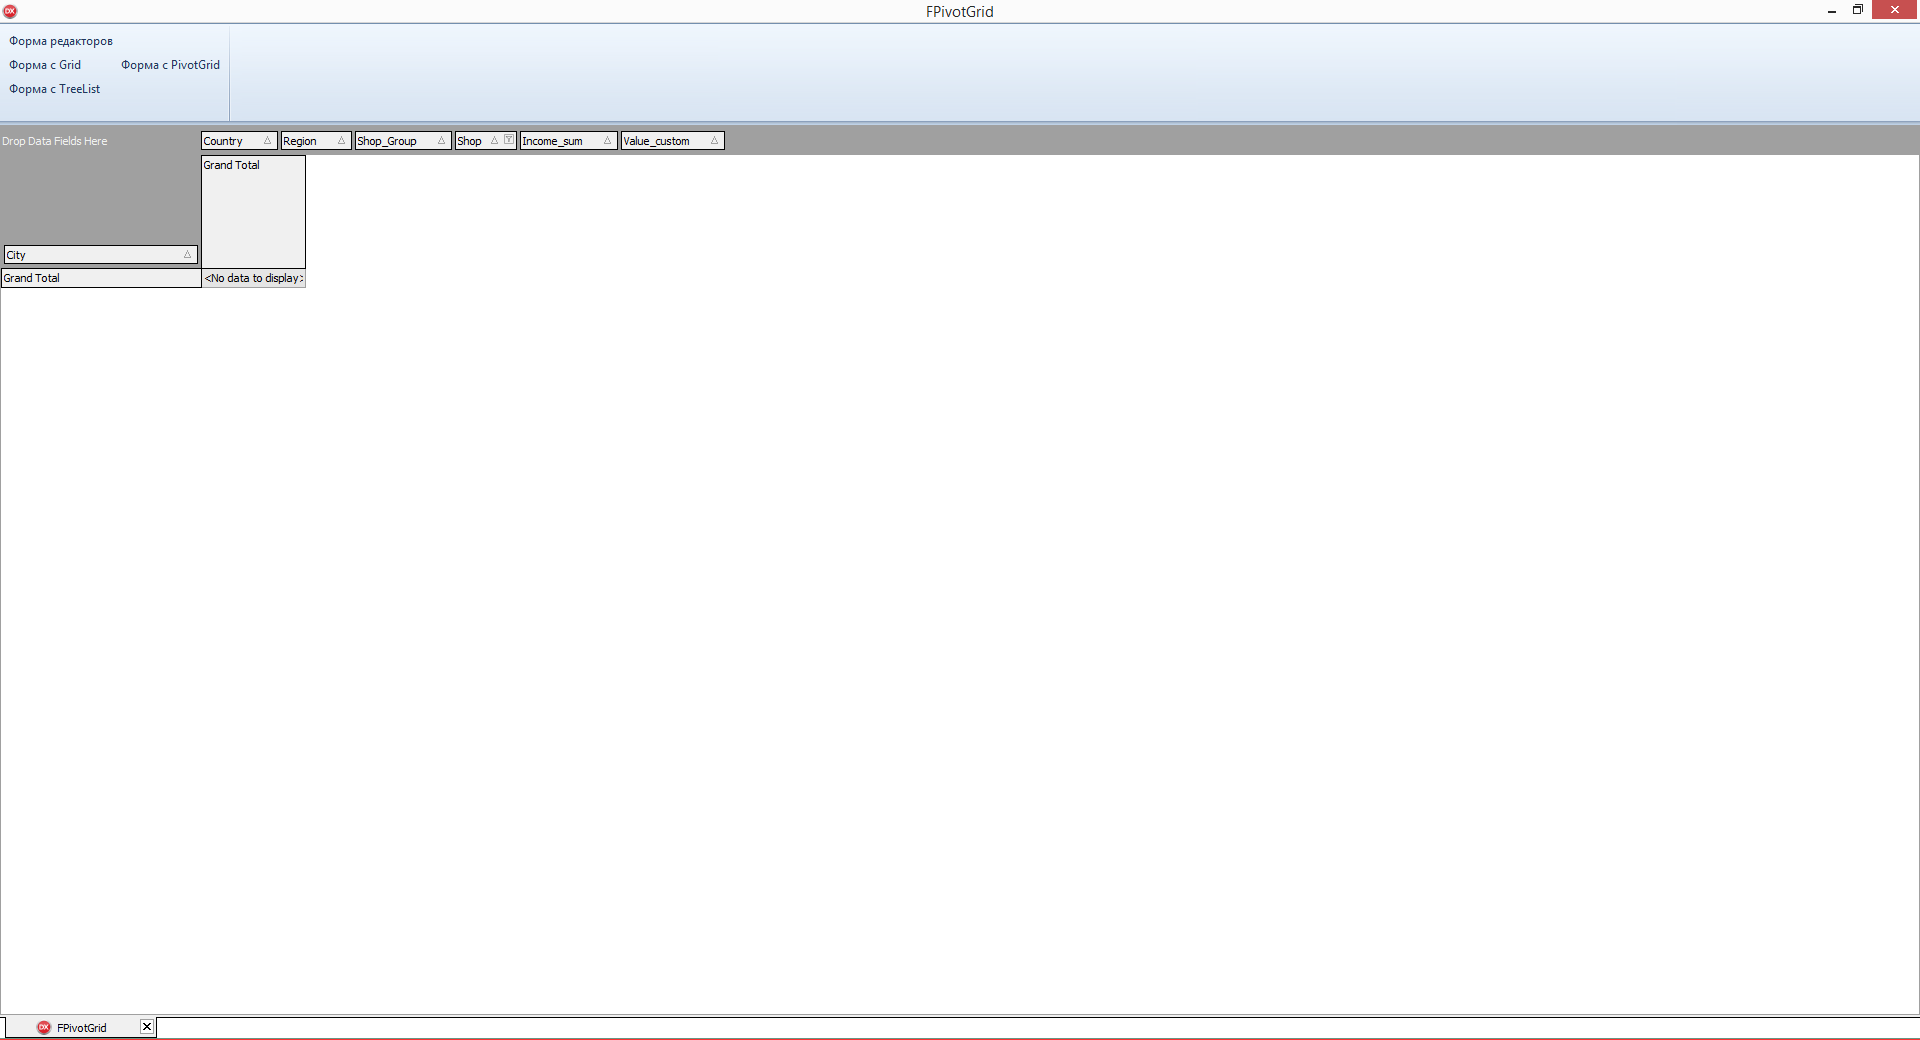 FPivotGrid
Форма редакторов
Форма с Grid Форма с PivotGrid
Форма с TreeList
Drop Data Fields Here Country Region Shop_Group Shop Income_sum Value_custom
Grand Total
City
Grand Total <No data to display>
FPivotGrid